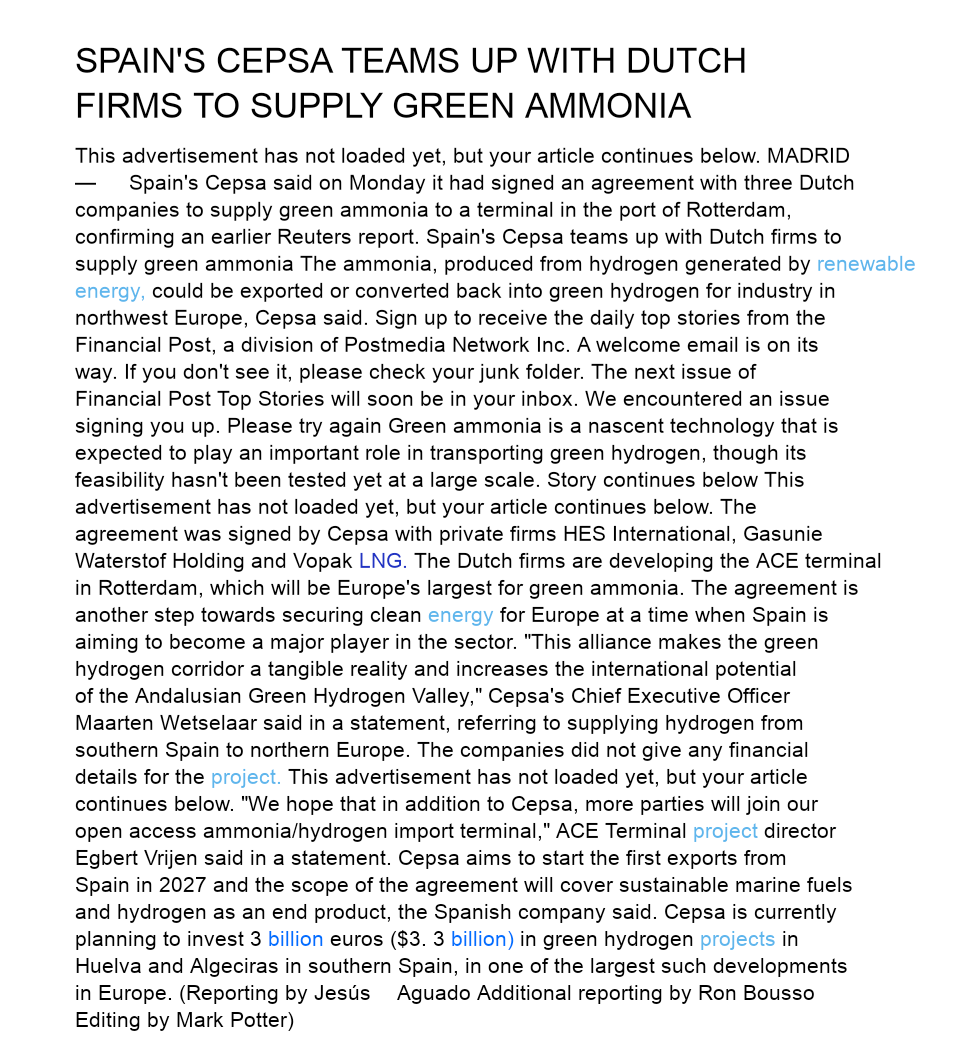 SPAIN'S CEPSA TEAMS UP WITH DUTCH
FIRMS TO SUPPLY GREEN AMMONIA
This advertisement has not loaded yet, but your article continues below. MADRID
— Spain's Cepsa said on Monday it had signed an agreement with three Dutch
companies to supply green ammonia to a terminal in the port of Rotterdam,
confirming an earlier Reuters report. Spain's Cepsa teams up with Dutch firms to
supply green ammonia The ammonia, produced from hydrogen generated by renewable
energy, could be exported or converted back into green hydrogen for industry in
northwest Europe, Cepsa said. Sign up to receive the daily top stories from the
Financial Post, a division of Postmedia Network Inc. A welcome email is on its
way. If you don't see it, please check your junk folder. The next issue of
Financial Post Top Stories will soon be in your inbox. We encountered an issue
signing you up. Please try again Green ammonia is a nascent technology that is
expected to play an important role in transporting green hydrogen, though its
feasibility hasn't been tested yet at a large scale. Story continues below This
advertisement has not loaded yet, but your article continues below. The
agreement was signed by Cepsa with private firms HES International, Gasunie
Waterstof Holding and Vopak LNG. The Dutch firms are developing the ACE terminal
in Rotterdam, which will be Europe's largest for green ammonia. The agreement is
another step towards securing clean energy for Europe at a time when Spain is
aiming to become a major player in the sector. "This alliance makes the green
hydrogen corridor a tangible reality and increases the international potential
of the Andalusian Green Hydrogen Valley," Cepsa's Chief Executive Officer
Maarten Wetselaar said in a statement, referring to supplying hydrogen from
southern Spain to northern Europe. The companies did not give any financial
details for the project. This advertisement has not loaded yet, but your article
continues below. "We hope that in addition to Cepsa, more parties will join our
open access ammonia/hydrogen import terminal," ACE Terminal project director
Egbert Vrijen said in a statement. Cepsa aims to start the first exports from
Spain in 2027 and the scope of the agreement will cover sustainable marine fuels
and hydrogen as an end product, the Spanish company said. Cepsa is currently
planning to invest 3 billion euros ($3. 3 billion) in green hydrogen projects in
Huelva and Algeciras in southern Spain, in one of the largest such developments
in Europe. (Reporting by Jesús Aguado Additional reporting by Ron Bousso
Editing by Mark Potter)